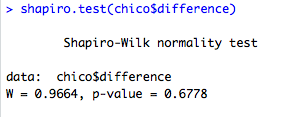 > shapiro.test(chico$difference)
Shapiro-Wilk normality test
data:  chico$difference
W = 0.9664, p-value = 0.6778